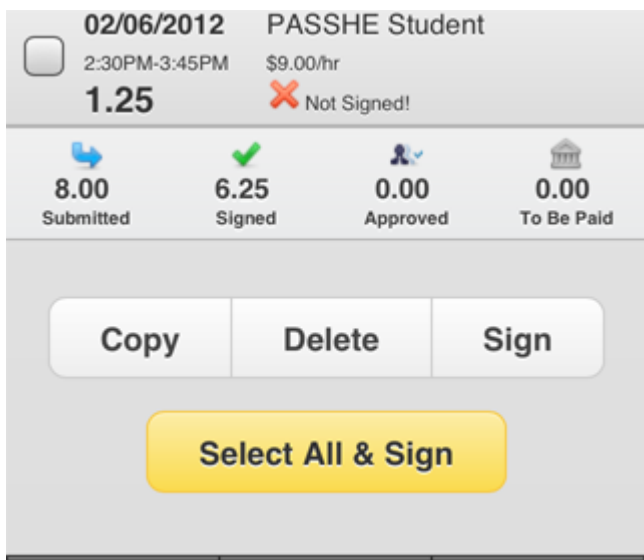 02/06/2012 PASSHE Student
2:30PM-3:45PM $9.00/hr
1.25 Not Signed!
8.00 6.25 0.00 0.00
Submitted Signed Approved To Be Paid
Copy Delete Sign
Select All & Sign